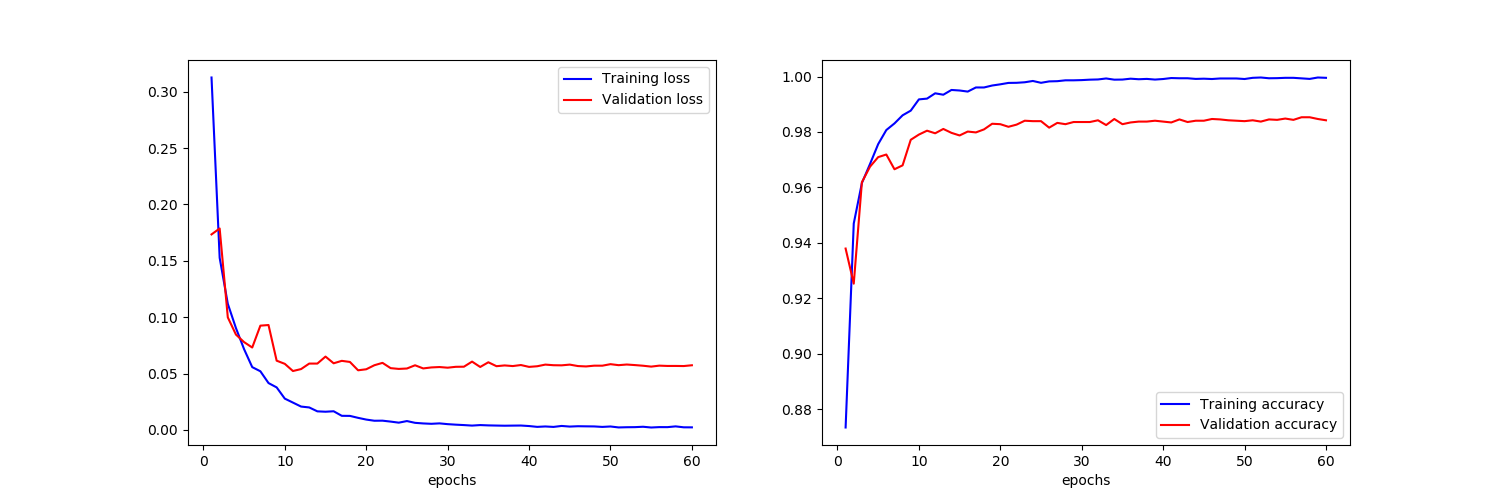 Training loss
Validation loss
0.30
0.25
0.20
0.15
0.10
0.05
0.00
0 10 20 30 40 50 60
epochs
1.00
0.98
0.96
0.94
0.92
0.90
0.88
Training accuracy
Validation accuracy
0 10 20 30 40 50 60
epochs